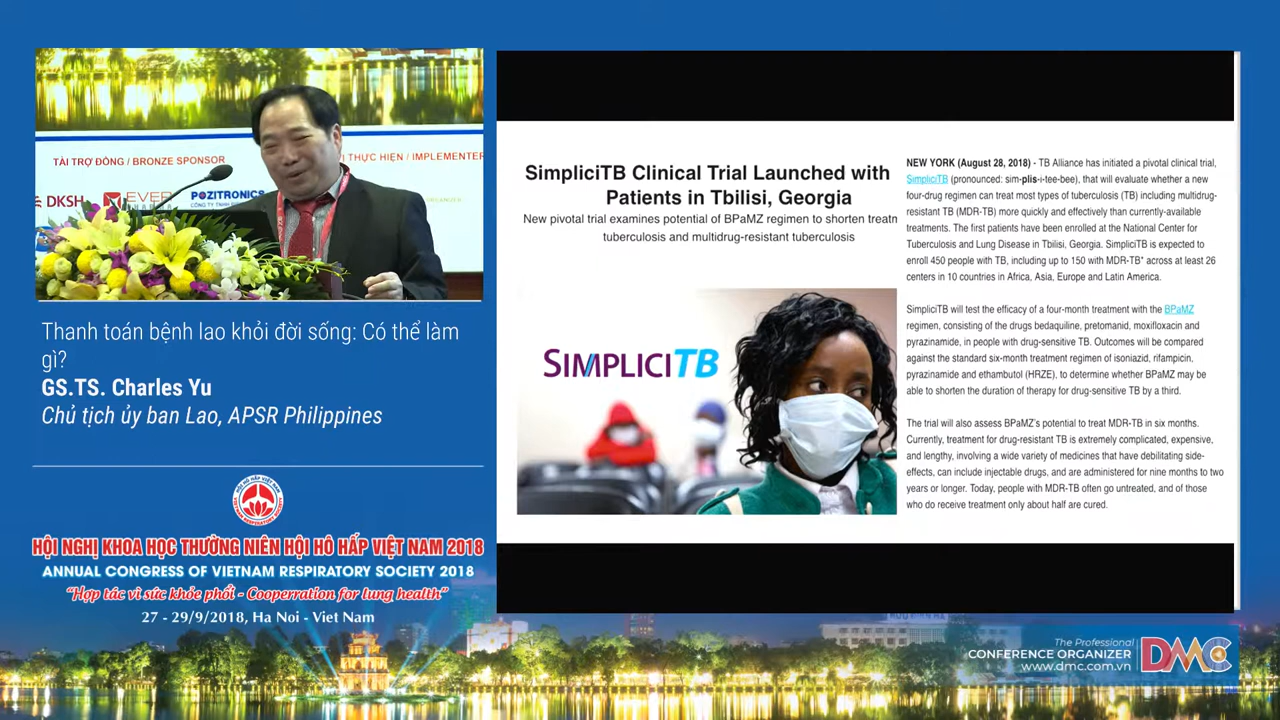 TÀI TRỢ ĐỒNG / BRONZE SPONSOR
THỰC HIỆN / IMPLEMENTER
DKSH
EVER
POZITRONICS
Thanh toán bệnh lao khỏi đời sống: Có thể làm
gì?
GS.TS. Charles Yu
Chủ tịch ủy ban Lao, APSR Philippines
HỘI NGHỊ KHOA HỌC THƯỜNG NIÊN HỘI HÔ HẤP VIỆT NAM 2018
ANNUAL CONGRESS OF VIETNAM RESPIRATORY SOCIETY 2018
"Hợp tác vì sức khỏe phổi - Cooperration for lung health"
27 - 29/9/2018, Ha Noi - Viet Nam
SimpliciTB Clinical Trial Launched with
Patients in Tbilisi, Georgia
New pivotal trial examines potential of BPaMZ regimen to shorten treatn
tuberculosis and multidrug-resistant tuberculosis
SIMPLICITB
NEW YORK (August 28, 2018) - TB Alliance has initiated a pivotal clinical trial,
SimpliciTB (pronounced: sim-plis-i-tee-bee), that will evaluate whether a new
four-drug regimen can treat most types of tuberculosis (TB) including multidrug-
resistant TB (MDR-TB) more quickly and effectively than currently-available
treatments. The first patients have been enrolled at the National Center for
Tuberculosis and Lung Disease in Tbilisi, Georgia. SimpliciTB is expected to
enroll 450 people with TB, including up to 150 with MDR-TB* across at least 26
centers in 10 countries in Africa, Asia, Europe and Latin America.
SimpliciTB will test the efficacy of a four-month treatment with the BPaMZ
regimen, consisting of the drugs bedaquiline, pretomanid, moxifloxacin and
pyrazinamide, in people with drug-sensitive TB. Outcomes will be compared
against the standard six-month treatment regimen of isoniazid, rifampicin,
pyrazinamide and ethambutol (HRZE), to determine whether BPaMZ may be
able to shorten the duration of therapy for drug-sensitive TB by a third.
The trial will also assess BPaMZ's potential to treat MDR-TB in six months.
Currently, treatment for drug-resistant TB is extremely complicated, expensive,
and lengthy, involving a wide variety of medicines that have debilitating side-
effects, can include injectable drugs, and are administered for nine months to two
years or longer. Today, people with MDR-TB often go untreated, and of those
who do receive treatment only about half are cured.
The Professional
CONFERENCE ORGANIZER
www.dmc.com.vn
DMC